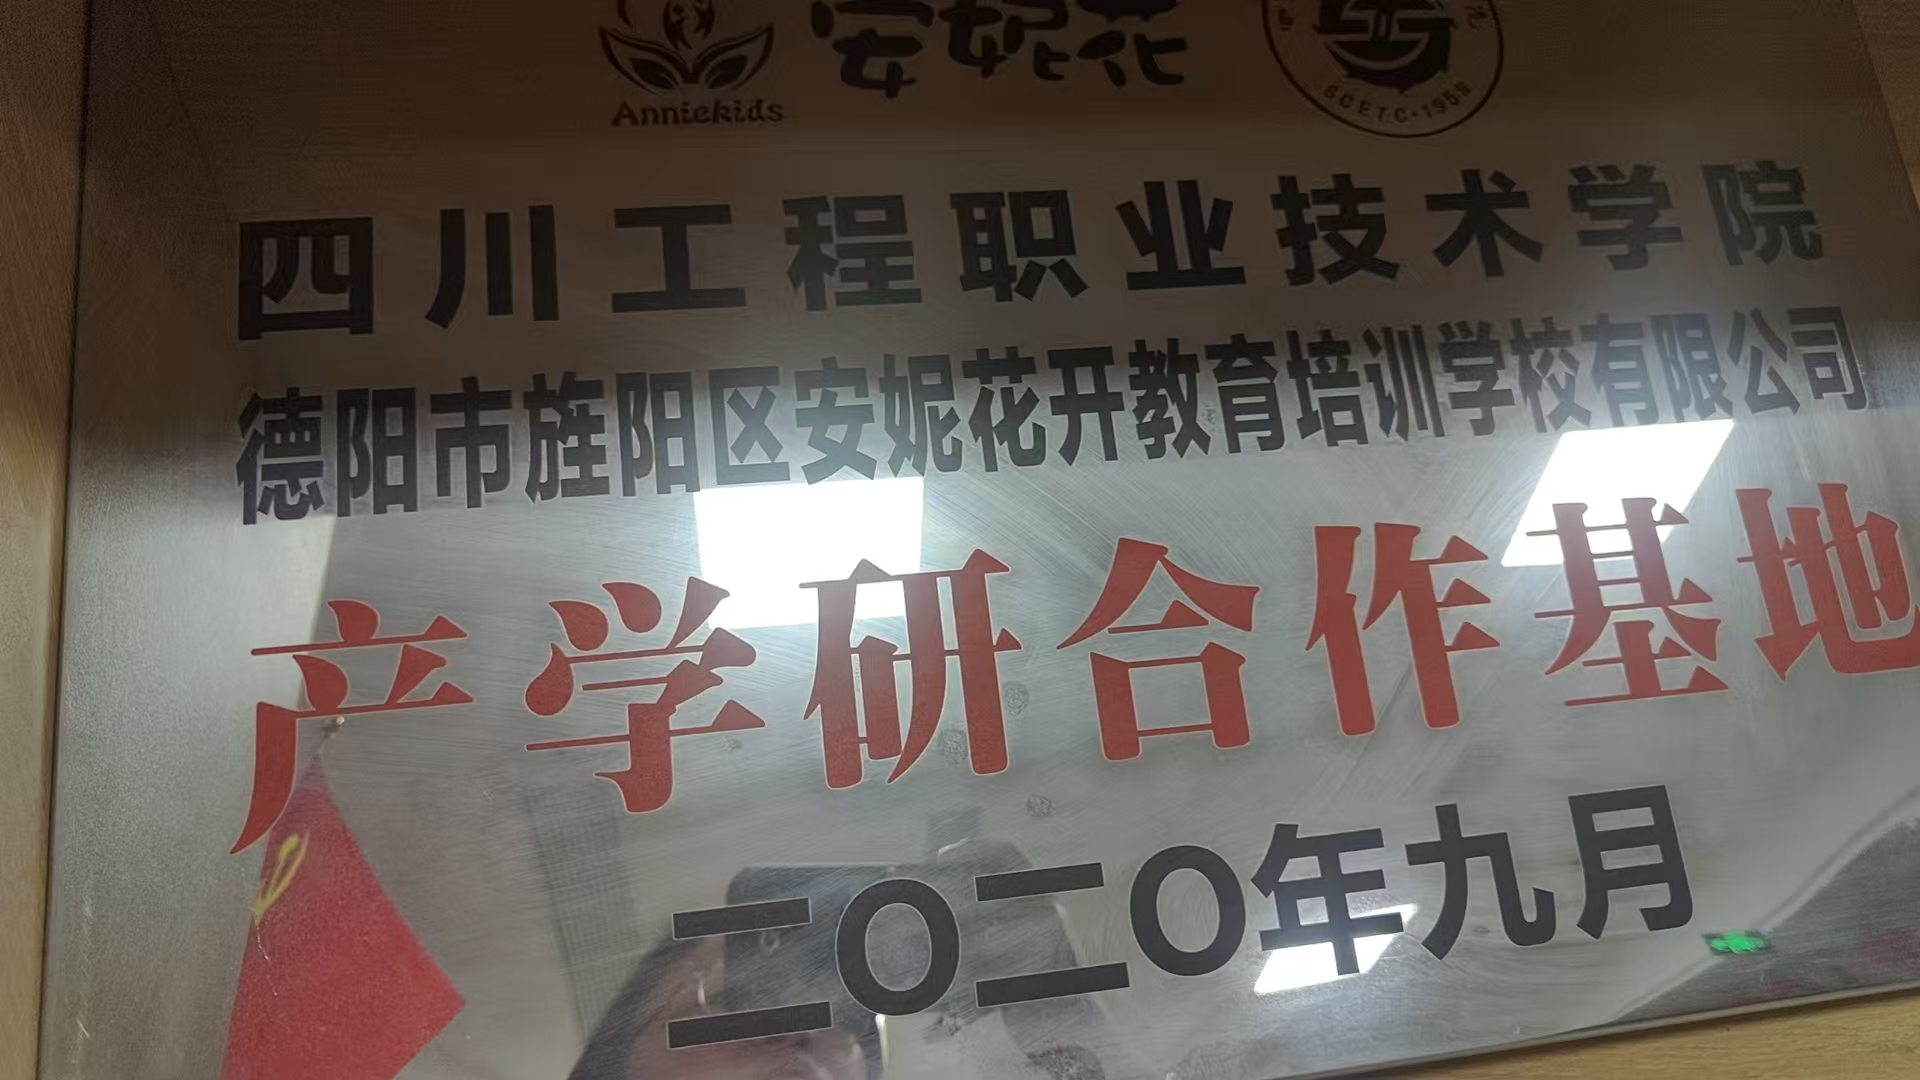 安妮花
Anniekids
SCETC·1959
四川工程职业技术学院
德阳市旌阳区安妮花开教育培训学校有限公司
产学研合作基地
二〇二〇年九月